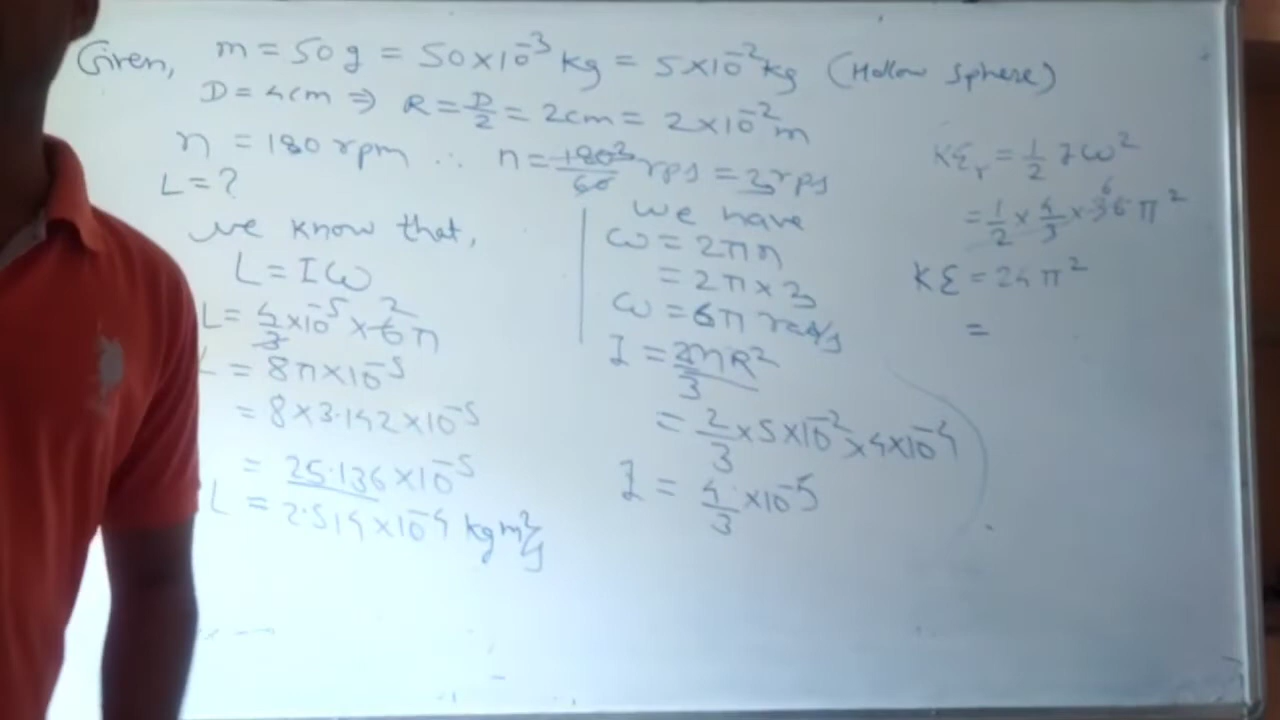 Given, m = 50g = 50×10⁻³ kg = 5×10⁻² kg (Hollow sphere)
D = 4cm ⇒ R = D/2 = 2cm = 2×10⁻² m
n = 180 rpm ∴ n = 180/60 3 rps = 3 rps
L = ?
we know that,
L = Iω
L = 4/3 ×10⁻⁵ × 6π 2
L = 8π×10⁻⁵
= 8×3.142×10⁻⁵
= 25.136×10⁻⁵
L = 2.514×10⁻⁴ kgm²/s
we have
ω = 2πn
= 2π×3
ω = 6π rad/s
I = 2mR²/3
= 2/3 ×5×10⁻²×4×10⁻⁴
I = 4/3 ×10⁻⁵
KEᵣ = 1/2 Iω²
= 1/2 × 4/3 × 36 6 π²
KE = 24π²
=